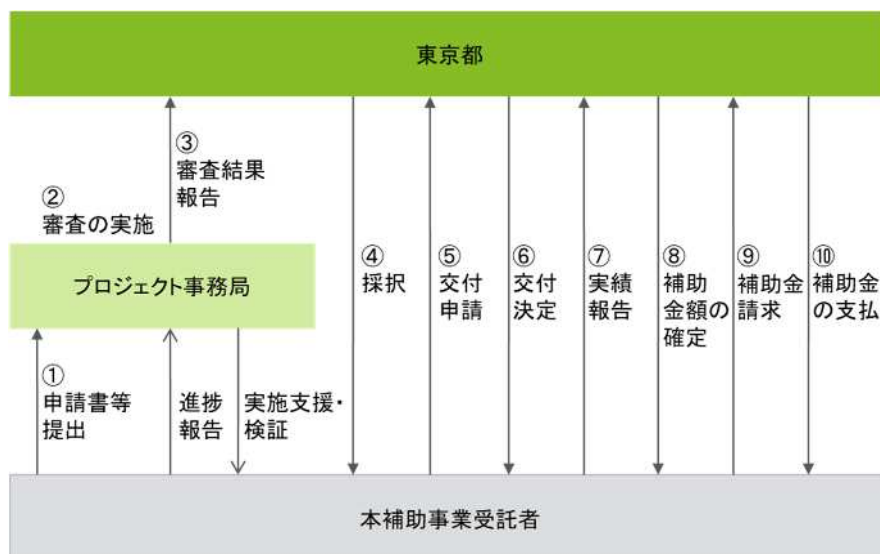 東京都
③
審査結果
報告
②
審査の実施
プロジェクト事務局
①
申請書等
提出
進捗
報告
実施支援・
検証
④
採択
⑤
交付
申請
⑥
交付
決定
⑦
実績
報告
⑧
補助
金額の
確定
⑨
補助金
請求
⑩
補助金
の支払
本補助事業受託者